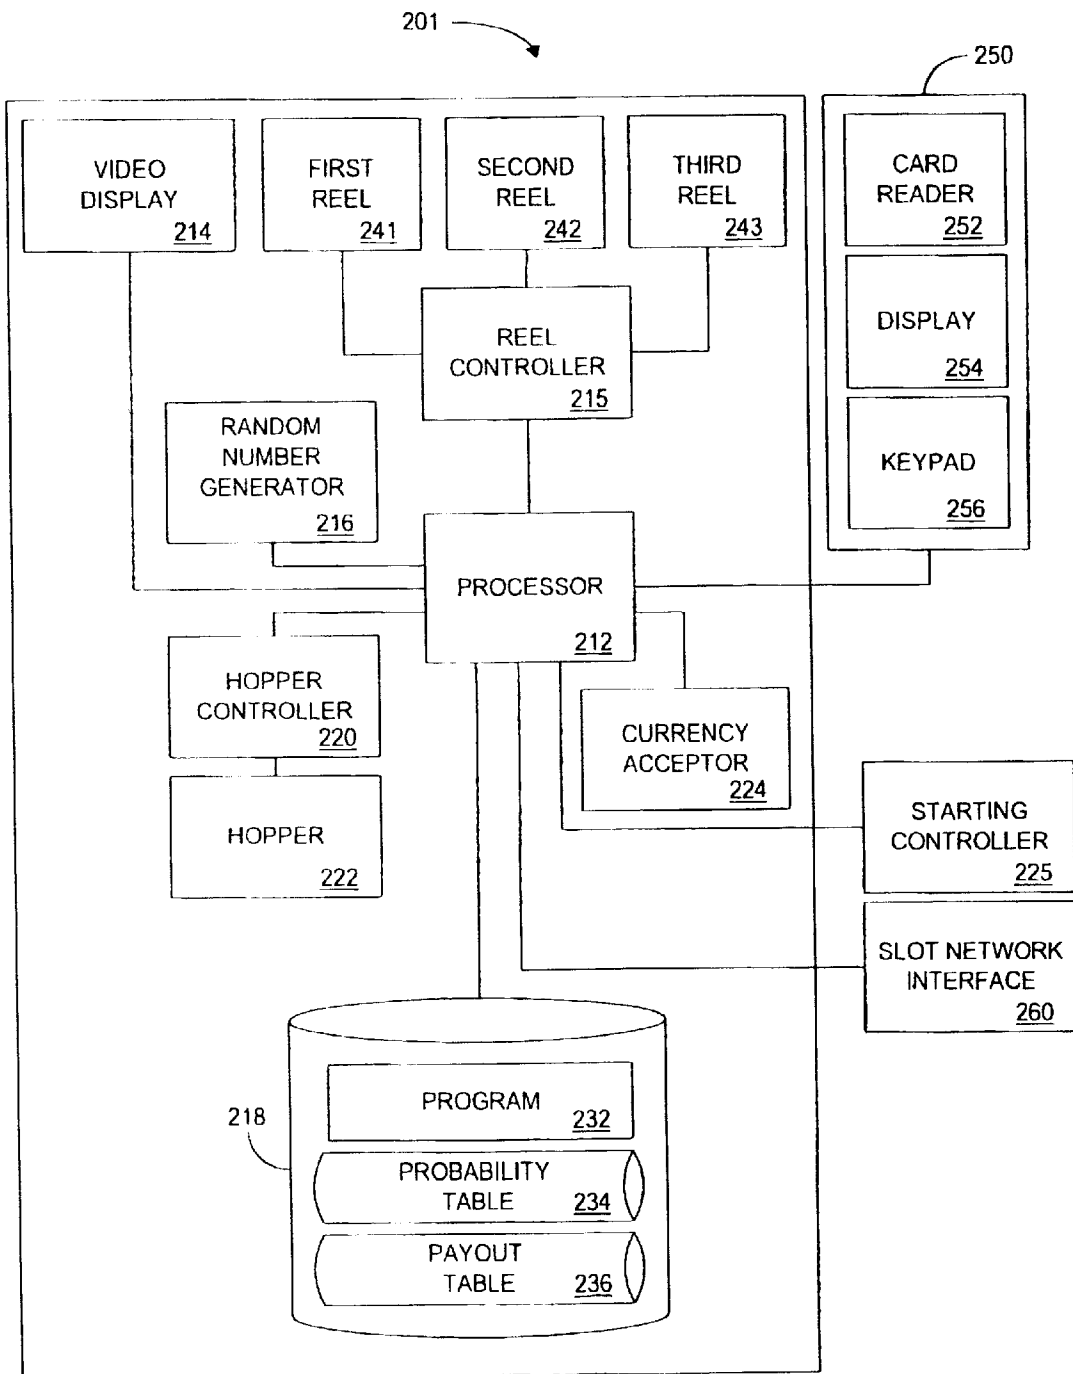 201
250
VIDEO
DISPLAY
214
FIRST
REEL
241
SECOND
REEL
242
THIRD
REEL
243
CARD
READER
252
REEL
CONTROLLER
215
DISPLAY
254
RANDOM
NUMBER
GENERATOR
216
KEYPAD
256
PROCESSOR
212
HOPPER
CONTROLLER
220
CURRENCY
ACCEPTOR
224
HOPPER
222
STARTING
CONTROLLER
225
SLOT NETWORK
INTERFACE
260
218
PROGRAM
232
PROBABILITY
TABLE
234
PAYOUT
TABLE
236